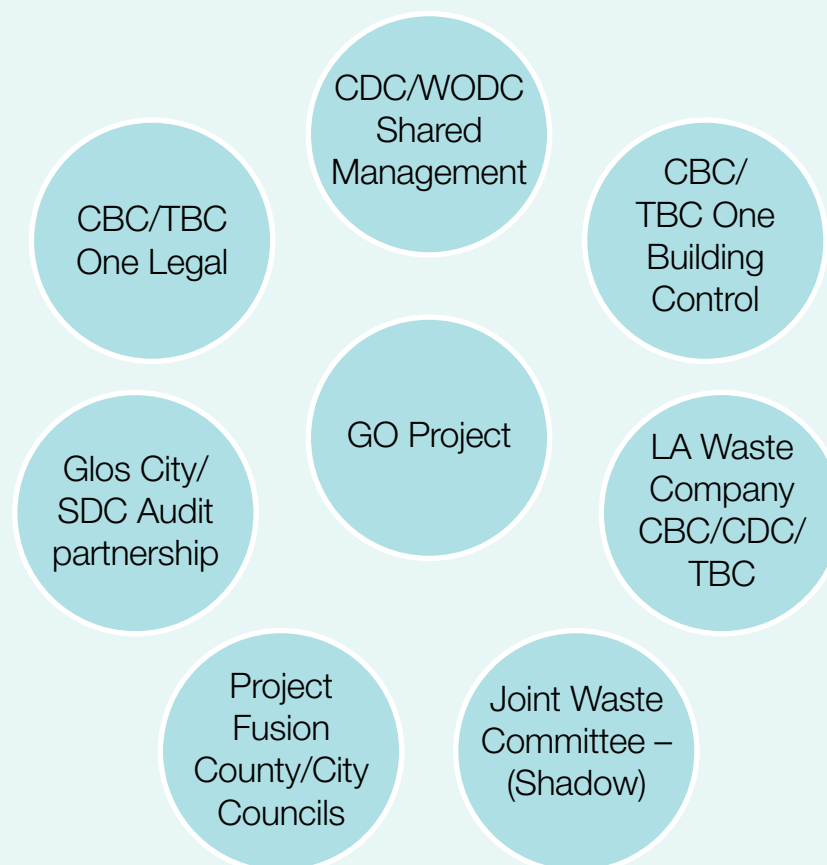 CDC/WODC
Shared
Management
CBC/TBC
One Legal
CBC/
TBC One
Building
Control
GO Project
Glos City/
SDC Audit
partnership
LA Waste
Company
CBC/CDC/
TBC
Project
Fusion
County/City
Councils
Joint Waste
Committee –
(Shadow)